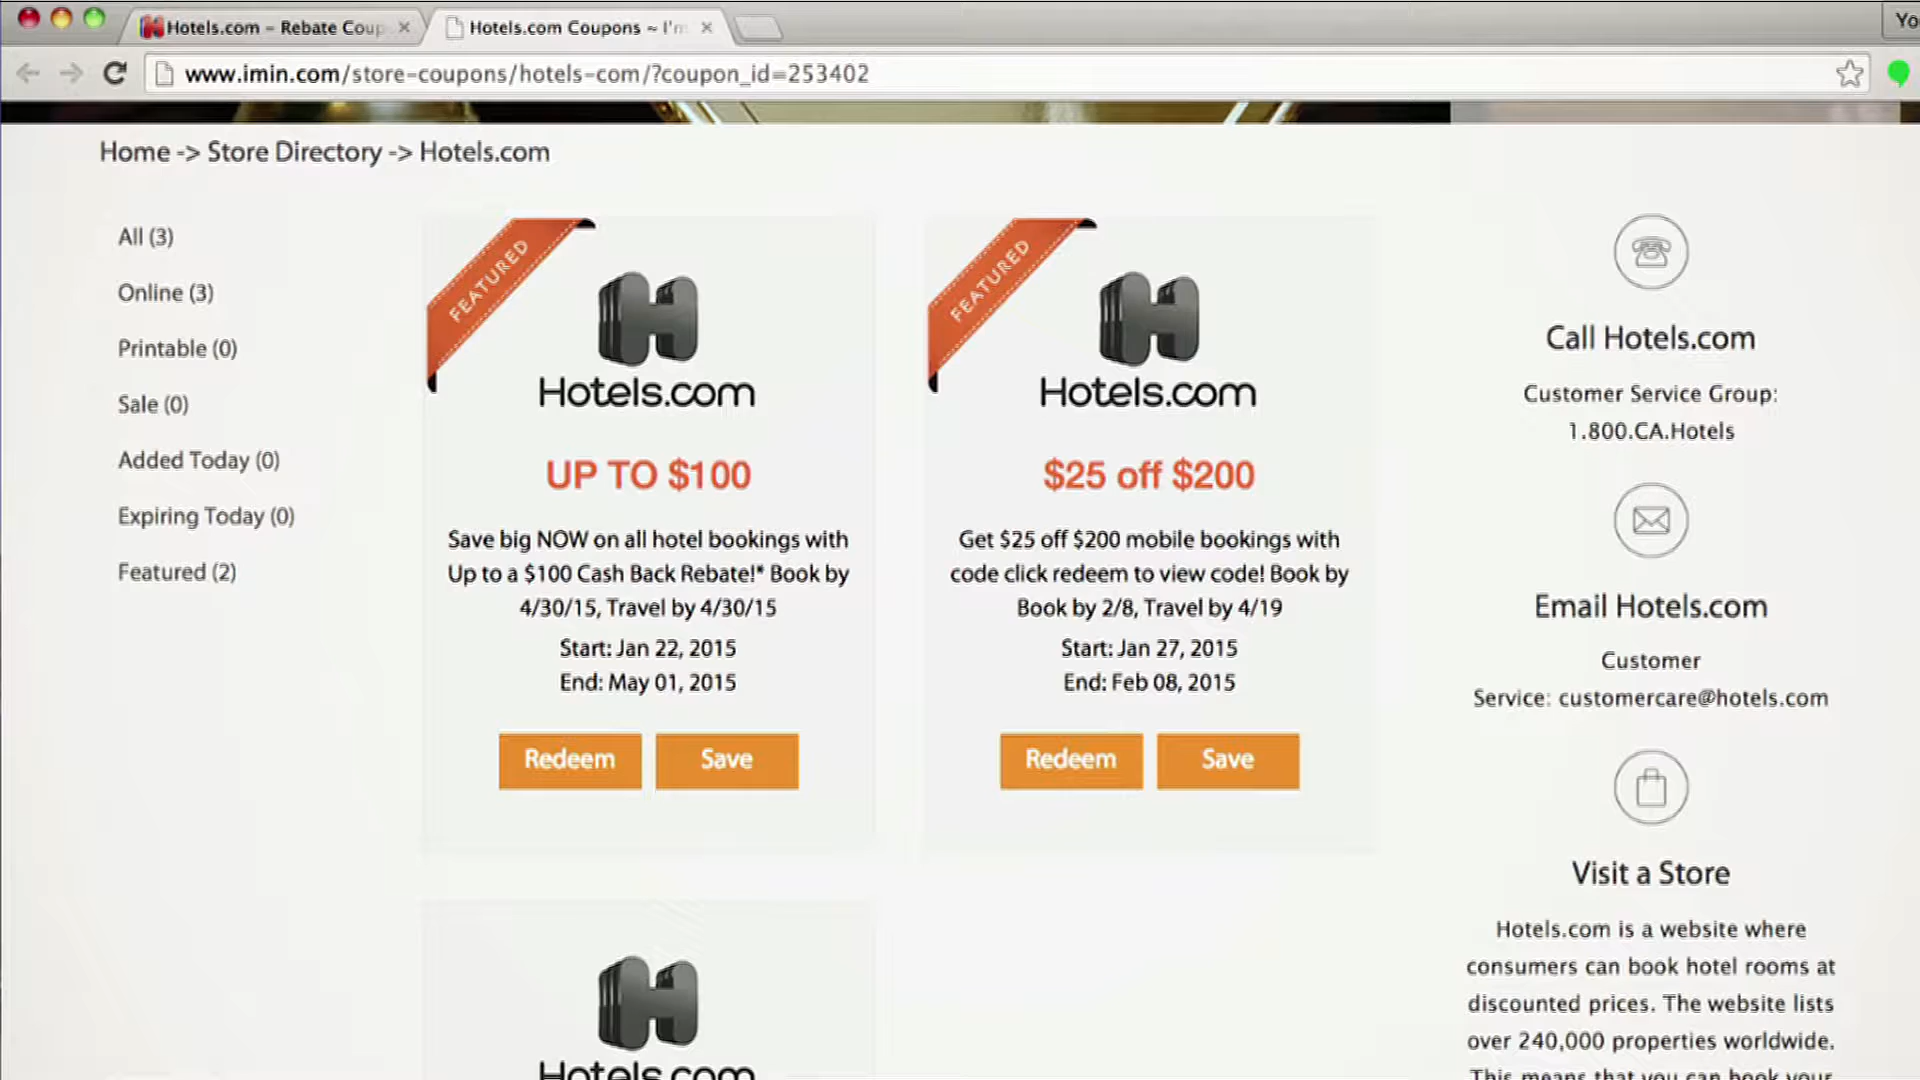 Hotels.com – Rebate Coup
Hotels.com Coupons ~ I'm
Yo
www.imin.com/store-coupons/hotels-com/?coupon_id=253402
Home -> Store Directory -> Hotels.com
All (3)
Online (3)
Printable (0)
Sale (0)
Added Today (0)
Expiring Today (0)
Featured (2)
FEATURED
Hotels.com
UP TO $100
Save big NOW on all hotel bookings with
Up to a $100 Cash Back Rebate!* Book by
4/30/15, Travel by 4/30/15
Start: Jan 22, 2015
End: May 01, 2015
Redeem
Save
FEATURED
Hotels.com
$25 off $200
Get $25 off $200 mobile bookings with
code click redeem to view code! Book by
Book by 2/8, Travel by 4/19
Start: Jan 27, 2015
End: Feb 08, 2015
Redeem
Save
Hotels.com
Call Hotels.com
Customer Service Group:
1.800.CA.Hotels
Email Hotels.com
Customer
Service: customercare@hotels.com
Visit a Store
Hotels.com is a website where
consumers can book hotel rooms at
discounted prices. The website lists
over 240,000 properties worldwide.
This means that you can book your